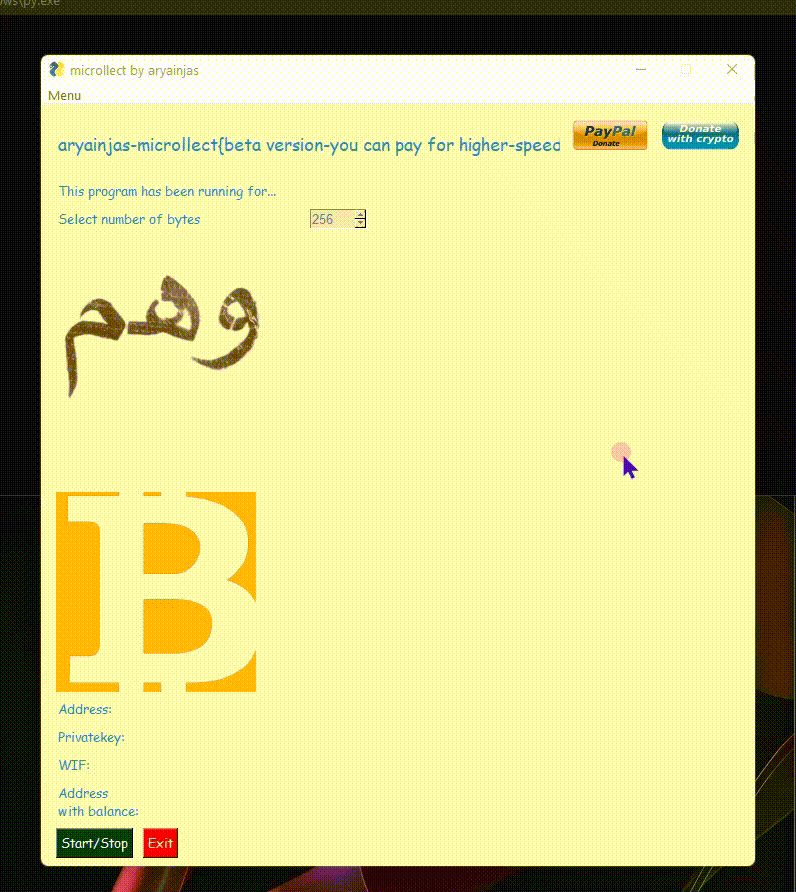 ws\py.exe
microllect by aryainjas
Menu
aryainjas-microllect{beta version-you can pay for higher-speed
PayPal
Donate
Donate
with crypto
This program has been running for...
Select number of bytes 256
وهم
Address:
Privatekey:
WIF:
Address
with balance:
Start/Stop Exit